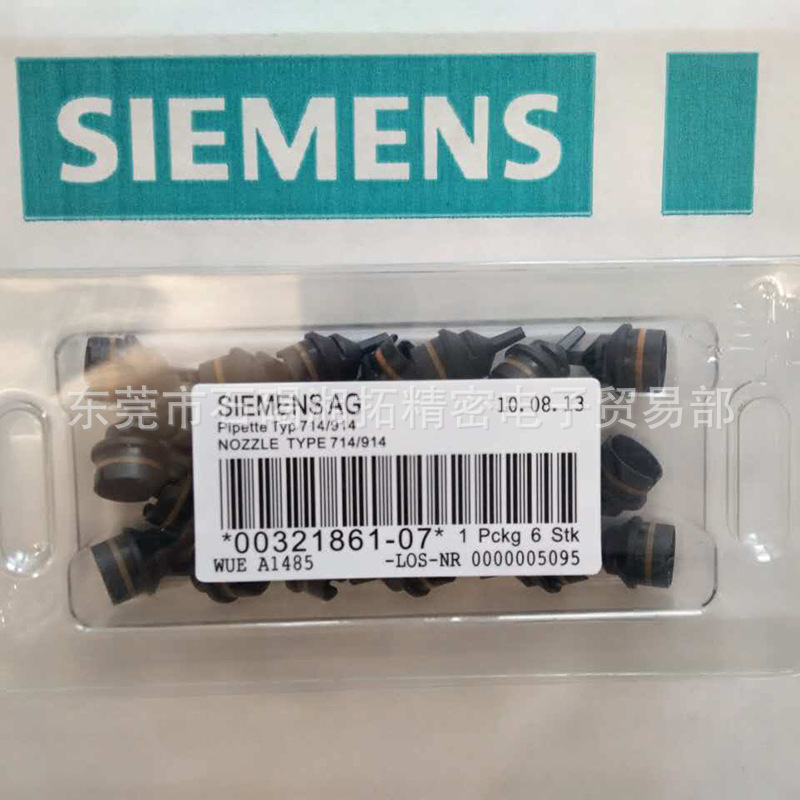 SIEMENS
SIEMENS AG 10.08.13
Pipette Typ 714/914
NOZZLE TYPE 714/914
*00321861-07* 1 Pckg 6 Stk
WUE A1485 -LOS-NR 0000005095
东莞市 拓精密电子贸易部